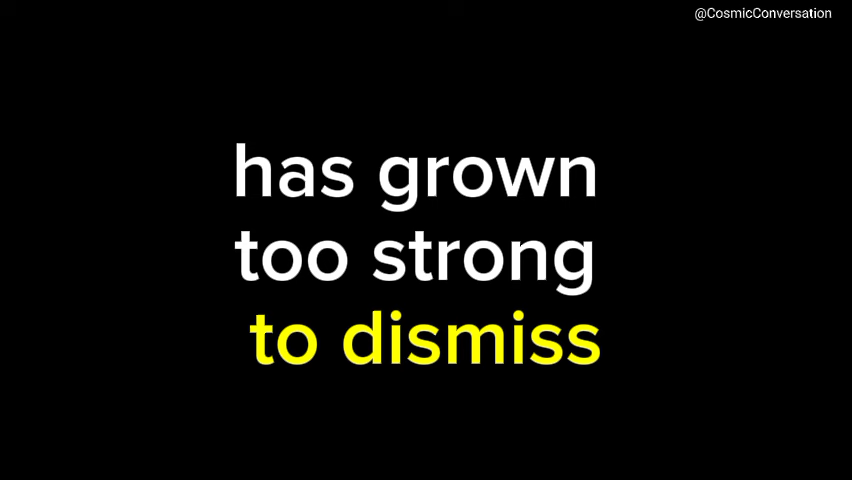 @CosmicConversation
has grown
too strong
to dismiss